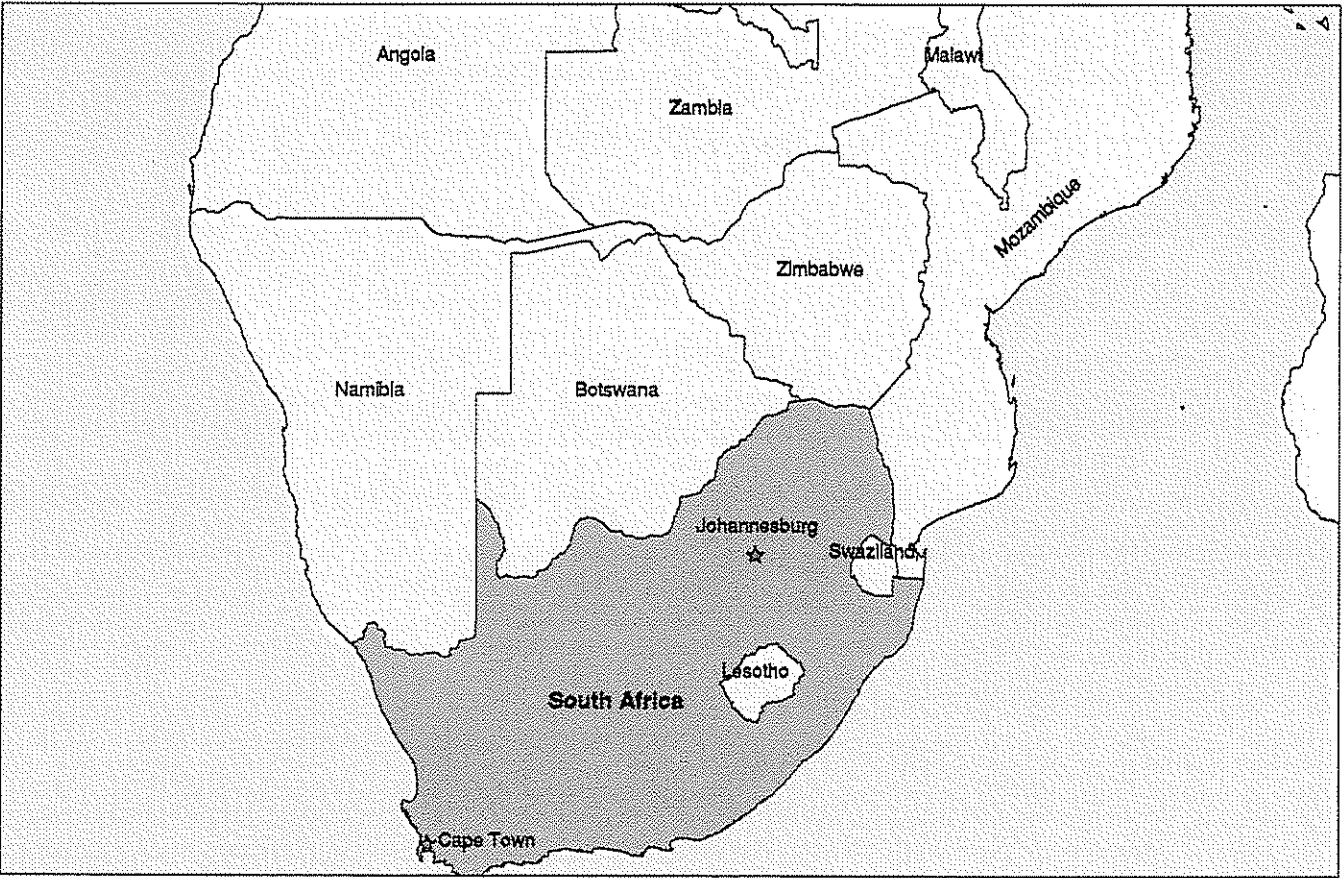 Angola
Malawi
Zambia
Mozambique
Zimbabwe
Namibia
Botswana
Johannesburg
Swaziland
Lesotho
South Africa
Cape Town